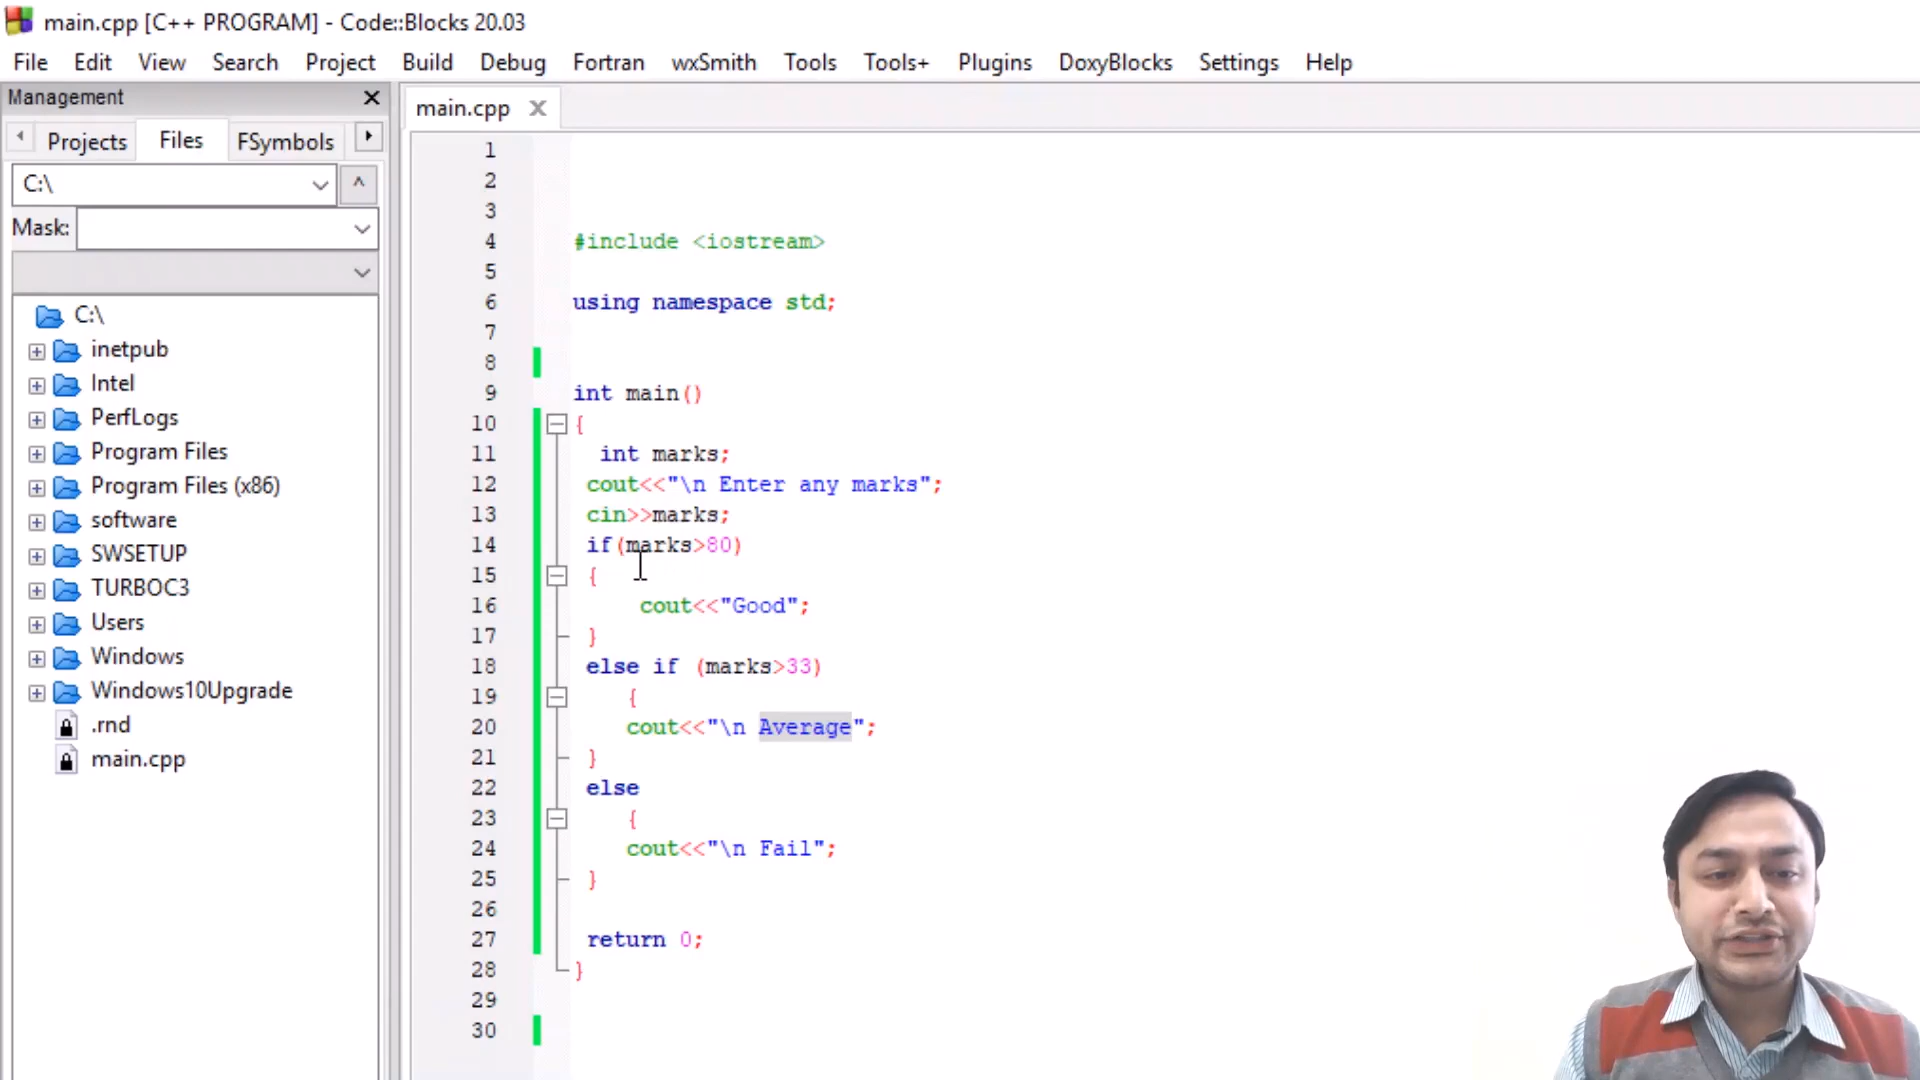 main.cpp [C++ PROGRAM] - Code::Blocks 20.03
File Edit View Search Project Build Debug Fortran wxSmith Tools Tools+ Plugins DoxyBlocks Settings Help
Management
Projects Files FSymbols
C:\
Mask:
C:\
inetpub
Intel
PerfLogs
Program Files
Program Files (x86)
software
SWSETUP
TURBOC3
Users
Windows
Windows10Upgrade
.rnd
main.cpp
main.cpp
1
2
3
4 #include <iostream>
5
6 using namespace std;
7
8
9 int main()
10 {
11 int marks;
12 cout<<"\n Enter any marks";
13 cin>>marks;
14 if(marks>80)
15 {
16 cout<<"Good";
17 }
18 else if (marks>33)
19 {
20 cout<<"\n Average";
21 }
22 else
23 {
24 cout<<"\n Fail";
25 }
26
27 return 0;
28 }
29
30